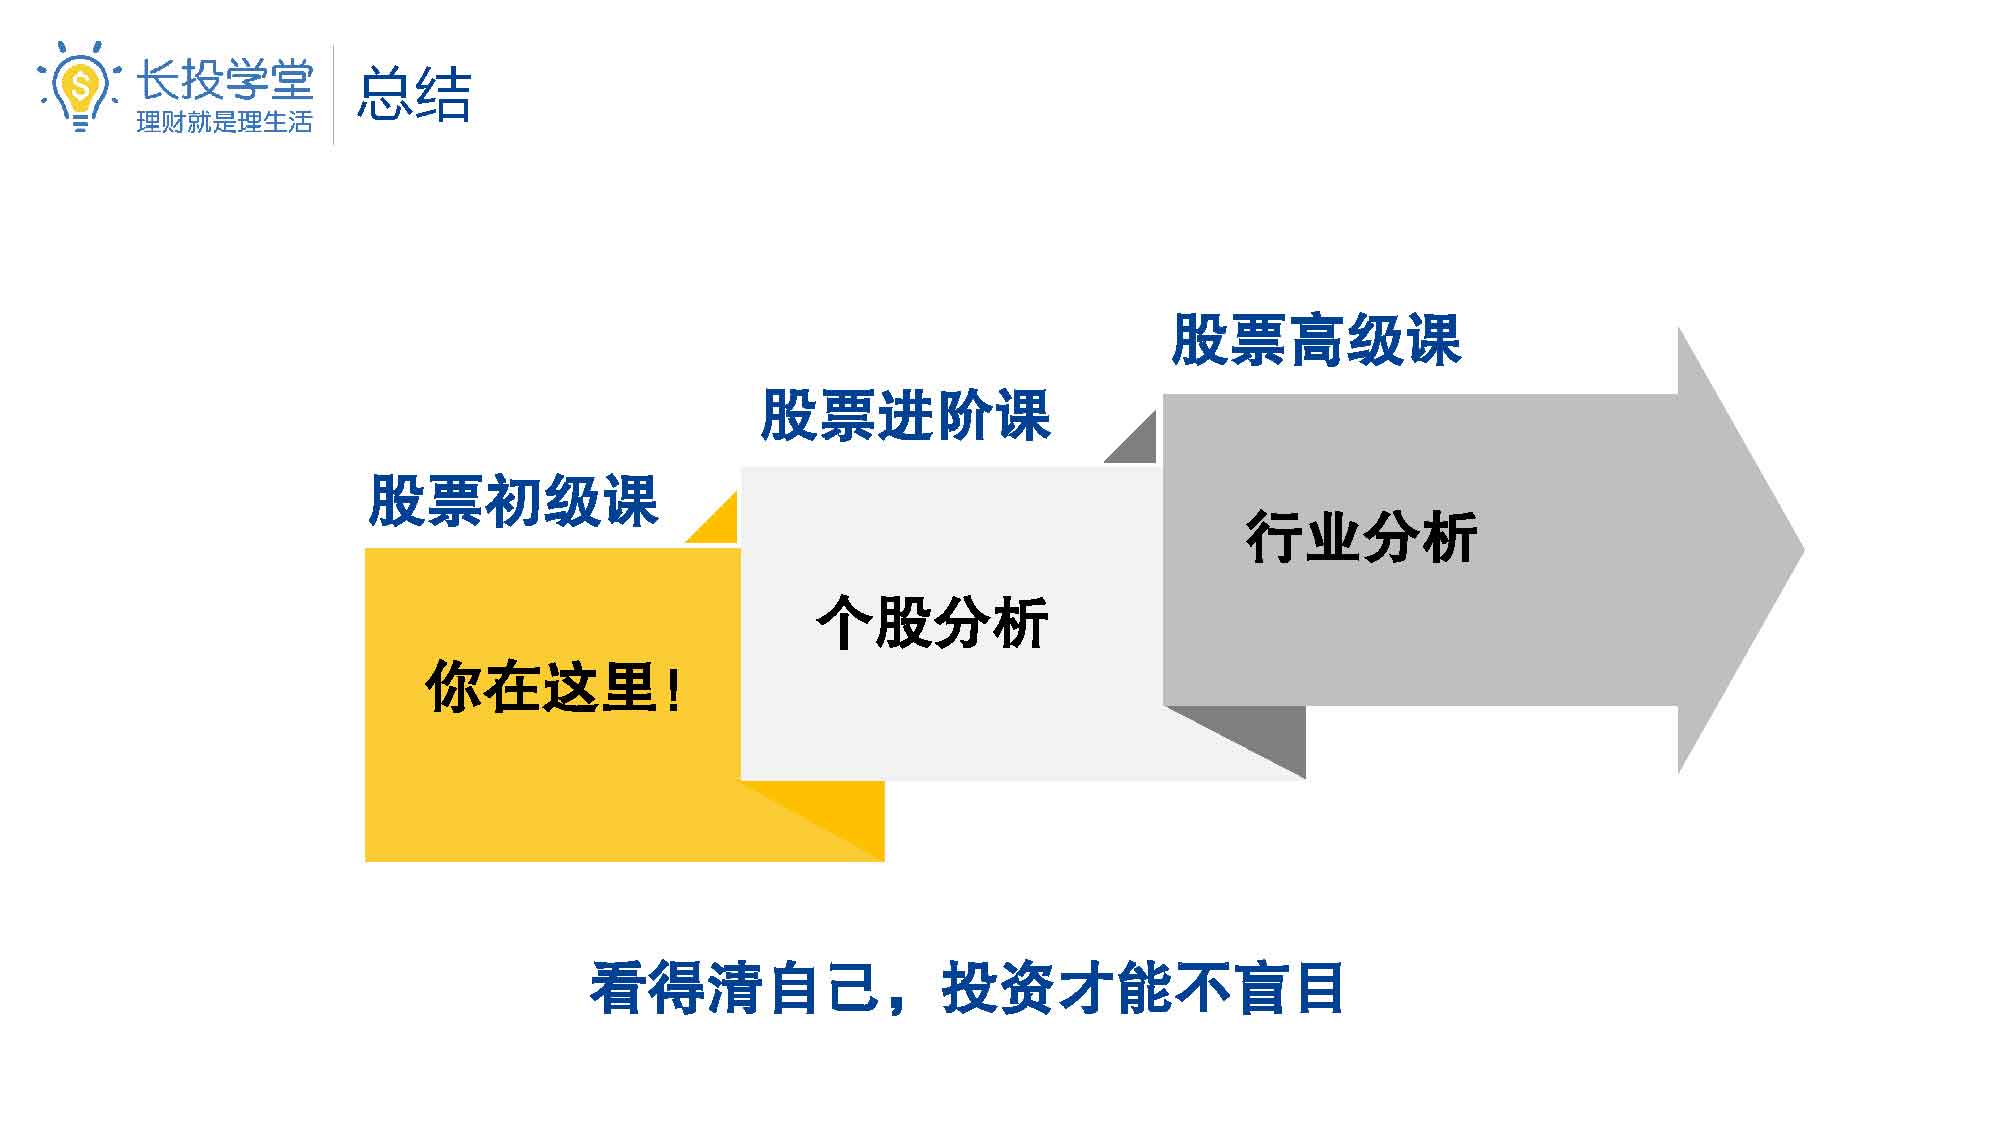 长投学堂
理财就是理生活
总结
股票初级课
你在这里！
股票进阶课
个股分析
股票高级课
行业分析
看得清自己，投资才能不盲目